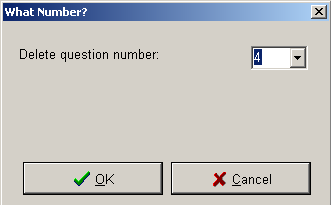 What Number?
Delete question number: 4
OK Cancel